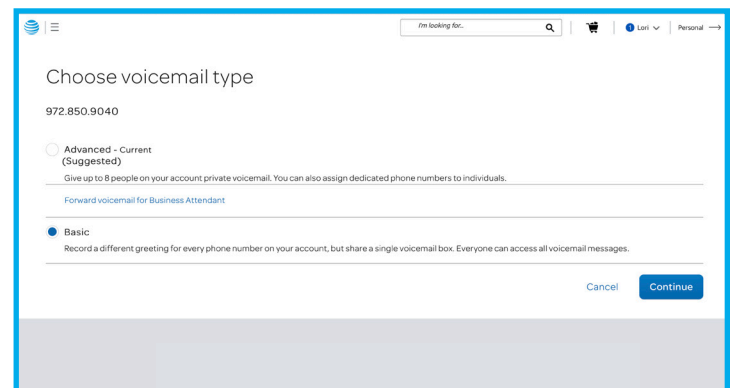 I'm looking for..
1 Lori
Personal
Choose voicemail type
972.850.9040
Advanced - Current
(Suggested)
Give up to 8 people on your account private voicemail. You can also assign dedicated phone numbers to individuals.
Forward voicemail for Business Attendant
Basic
Record a different greeting for every phone number on your account, but share a single voicemail box. Everyone can access all voicemail messages.
Cancel
Continue